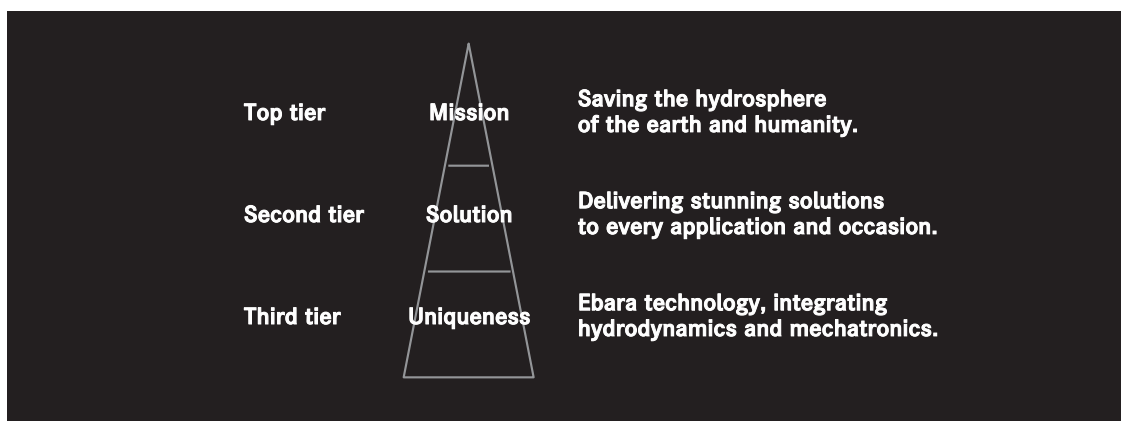 Top tier
Mission
Saving the hydrosphere
of the earth and humanity.
Second tier
Solution
Delivering stunning solutions
to every application and occasion.
Third tier
Uniqueness
Ebara technology, integrating
hydrodynamics and mechatronics.